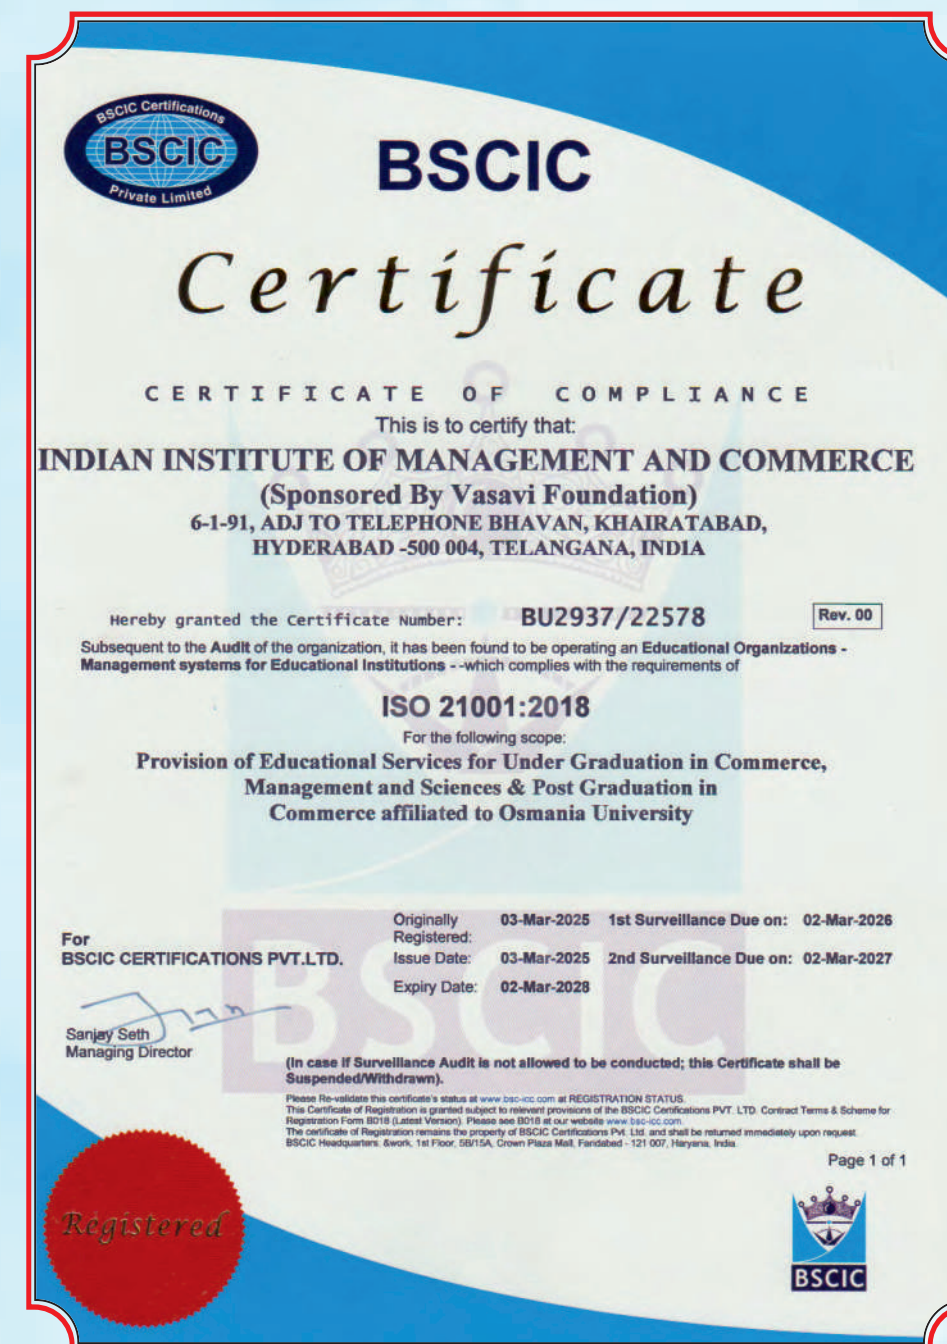 BSCIC Certifications
BSCIC
Private Limited
BSCIC
Certificate
CERTIFICATE OF COMPLIANCE
This is to certify that:
INDIAN INSTITUTE OF MANAGEMENT AND COMMERCE
(Sponsored By Vasavi Foundation)
6-1-91, ADJ TO TELEPHONE BHAVAN, KHAIRATABAD,
HYDERABAD -500 004, TELANGANA, INDIA
Hereby granted the Certificate Number: BU2937/22578 Rev. 00
Subsequent to the Audit of the organization, it has been found to be operating an Educational Organizations -
Management systems for Educational Institutions - -which complies with the requirements of
ISO 21001:2018
For the following scope:
Provision of Educational Services for Under Graduation in Commerce,
Management and Sciences & Post Graduation in
Commerce affiliated to Osmania University
Originally Registered: 03-Mar-2025 1st Surveillance Due on: 02-Mar-2026
For
BSCIC CERTIFICATIONS PVT.LTD.
Issue Date: 03-Mar-2025 2nd Surveillance Due on: 02-Mar-2027
Expiry Date: 02-Mar-2028
BSCIC
Sanjay Seth
Managing Director
(In case if Surveillance Audit is not allowed to be conducted; this Certificate shall be
Suspended/Withdrawn).
Please Re-validate this certificate's status at www.bsc-icc.com at REGISTRATION STATUS.
This Certificate of Registration is granted subject to relevant provisions of the BSCIC Certifications PVT. LTD. Contract Terms & Scheme for
Registration Form B018 (Latest Version). Please see B018 at our website www.bsc-icc.com.
The certificate of Registration remains the property of BSCIC Certifications Pvt. Ltd. and shall be returned immediately upon request.
BSCIC Headquarters: &work, 1st Floor, 5B/15A, Crown Plaza Mall, Faridabad - 121 007, Haryana, India.
Page 1 of 1
Registered
BSCIC